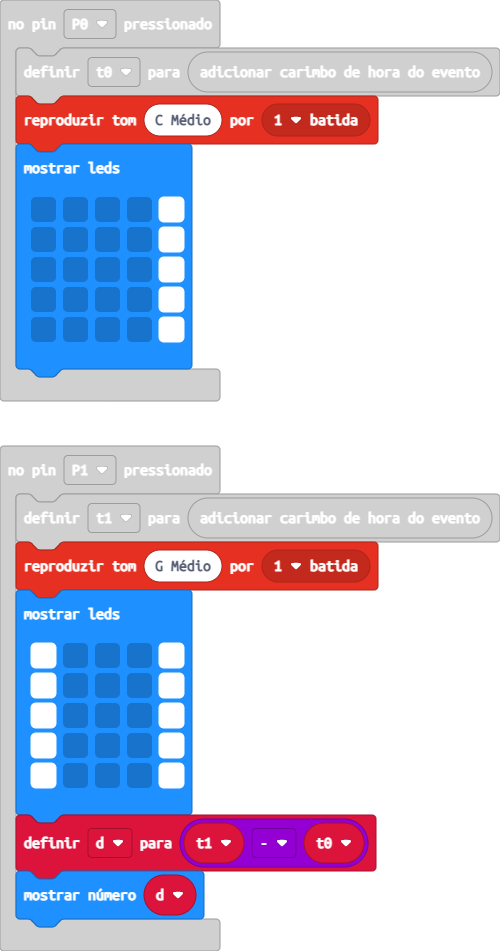 no pin P0 pressionado
definir t0 para adicionar carimbo de hora do evento
reproduzir tom C Médio por 1 batida
mostrar leds
no pin P1 pressionado
definir t1 para adicionar carimbo de hora do evento
reproduzir tom G Médio por 1 batida
mostrar leds
definir d para t1 - t0
mostrar número d